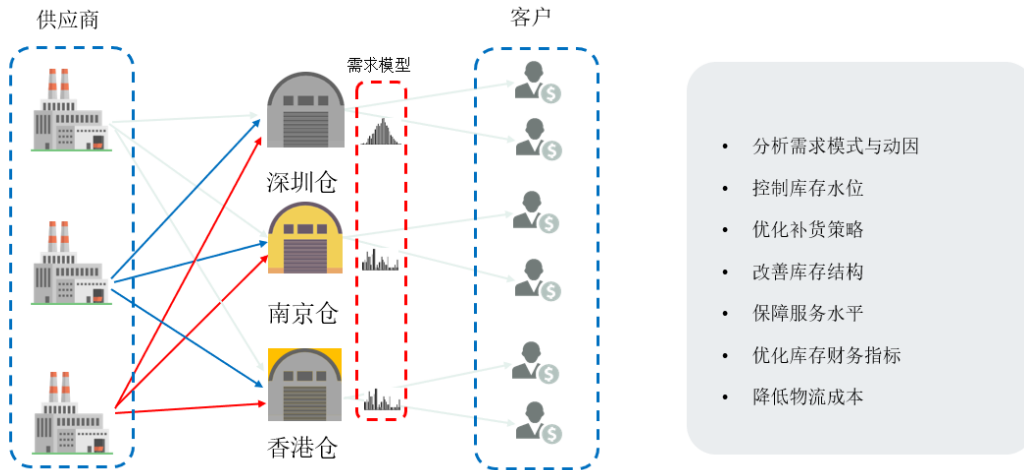 供应商
客户
需求模型
深圳仓
南京仓
香港仓
• 分析需求模式与动因
• 控制库存水位
• 优化补货策略
• 改善库存结构
• 保障服务水平
• 优化库存财务指标
• 降低物流成本